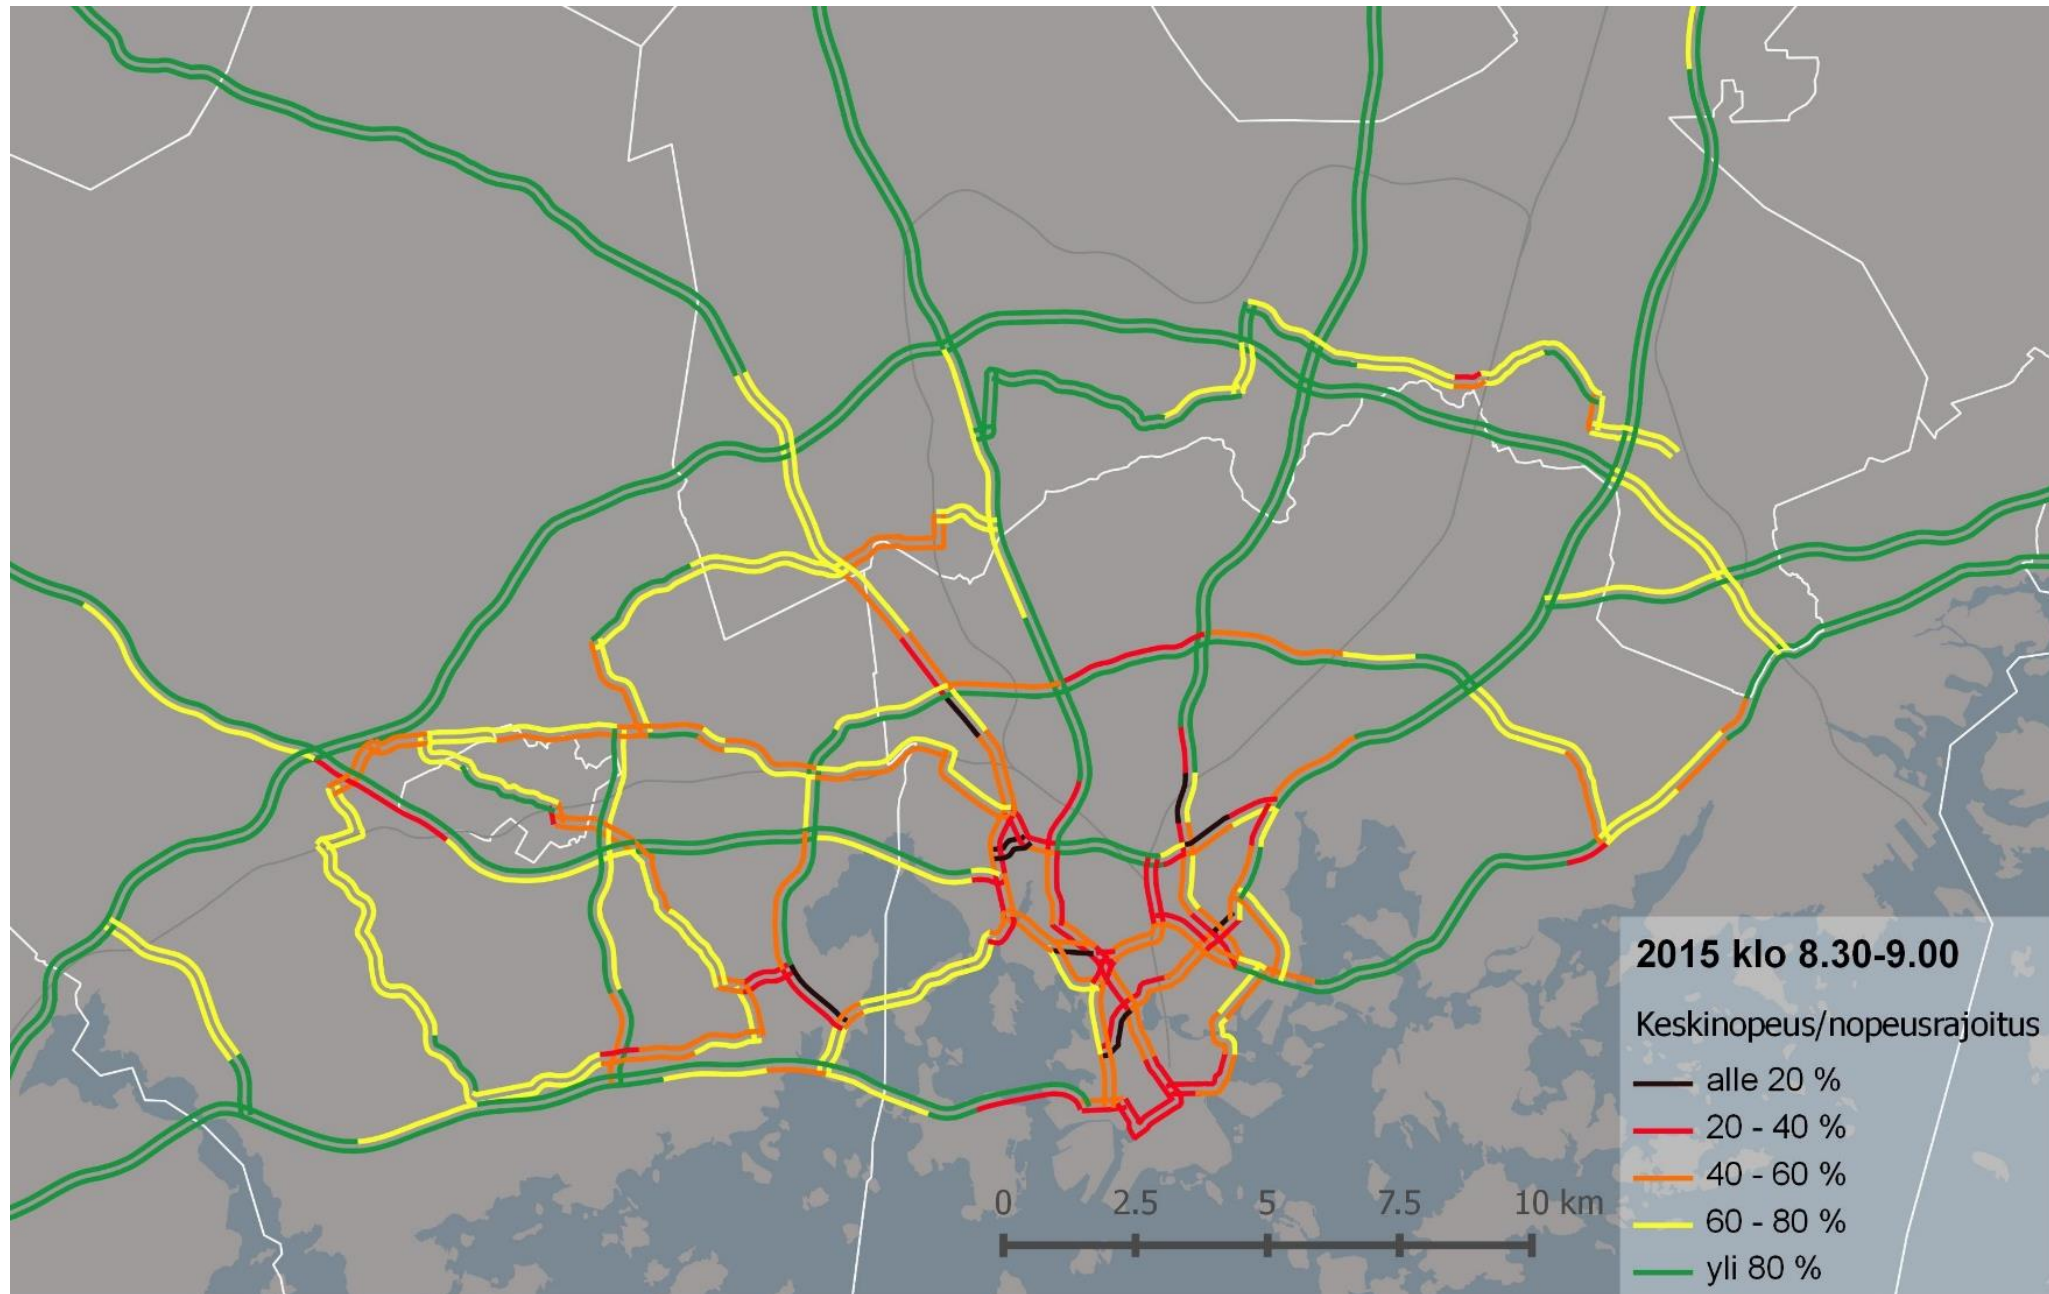 2015 klo 8.30-9.00
Keskinopeus/nopeusrajoitus
alle 20 %
20 - 40 %
40 - 60 %
60 - 80 %
yli 80 %
0 2.5 5 7.5 10 km